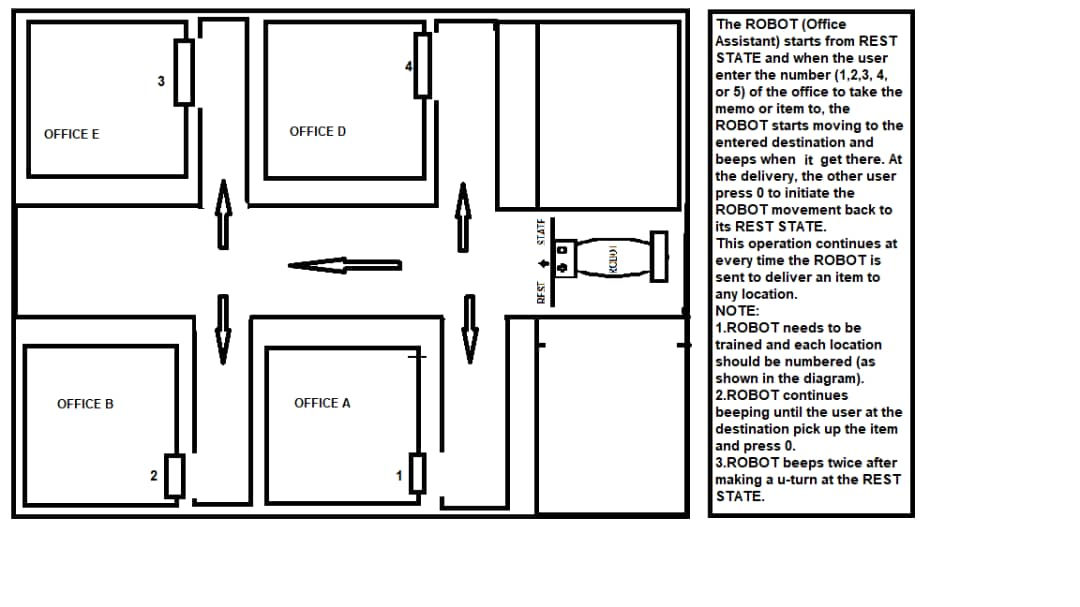 3
4
OFFICE E
OFFICE D
REST STATE
ROBOT
OFFICE B
OFFICE A
2
1
The ROBOT (Office
Assistant) starts from REST
STATE and when the user
enter the number (1,2,3, 4,
or 5) of the office to take the
memo or item to, the
ROBOT starts moving to the
entered destination and
beeps when it get there. At
the delivery, the other user
press 0 to initiate the
ROBOT movement back to
its REST STATE.
This operation continues at
every time the ROBOT is
sent to deliver an item to
any location.
NOTE:
1.ROBOT needs to be
trained and each location
should be numbered (as
shown in the diagram).
2.ROBOT continues
beeping until the user at the
destination pick up the item
and press 0.
3.ROBOT beeps twice after
making a u-turn at the REST
STATE.